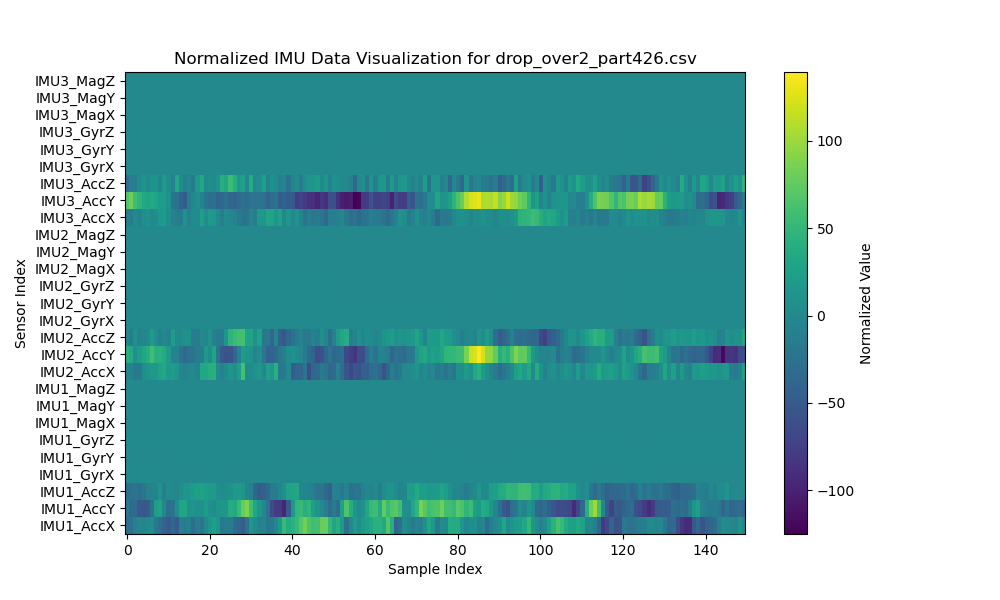 Normalized IMU Data Visualization for drop_over2_part426.csv
Sensor Index
IMU3_MagZ
IMU3_MagY
IMU3_MagX
IMU3_GyrZ
IMU3_GyrY
IMU3_GyrX
IMU3_AccZ
IMU3_AccY
IMU3_AccX
IMU2_MagZ
IMU2_MagY
IMU2_MagX
IMU2_GyrZ
IMU2_GyrY
IMU2_GyrX
IMU2_AccZ
IMU2_AccY
IMU2_AccX
IMU1_MagZ
IMU1_MagY
IMU1_MagX
IMU1_GyrZ
IMU1_GyrY
IMU1_GyrX
IMU1_AccZ
IMU1_AccY
IMU1_AccX
0 20 40 60 80 100 120 140
Sample Index
100
50
0
−50
−100
Normalized Value